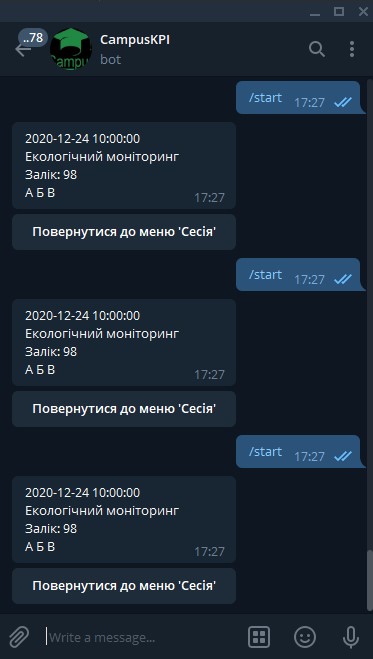 ..78
CampusKPI
bot
Campu
/start 17:27
2020-12-24 10:00:00
Екологічний моніторинг
Залік: 98
А Б В
17:27
Повернутися до меню 'Сесія'
/start 17:27
2020-12-24 10:00:00
Екологічний моніторинг
Залік: 98
А Б В
17:27
Повернутися до меню 'Сесія'
/start 17:27
2020-12-24 10:00:00
Екологічний моніторинг
Залік: 98
А Б В
17:27
Повернутися до меню 'Сесія'
Write a message...